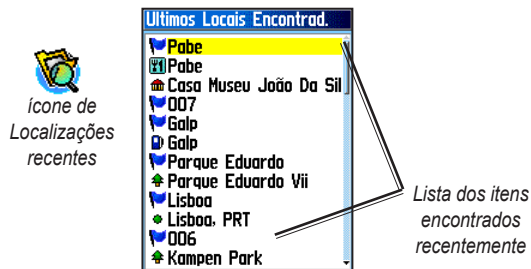 Ultimos Locais Encontrad.
Pabe
Pabe
Casa Museu João Da Sil
007
Galp
Galp
Parque Eduardo
Parque Eduardo Vii
Lisboa
Lisboa, PRT
006
Kampen Park
ícone de
Localizações
recentes
Lista dos itens
encontrados
recentemente